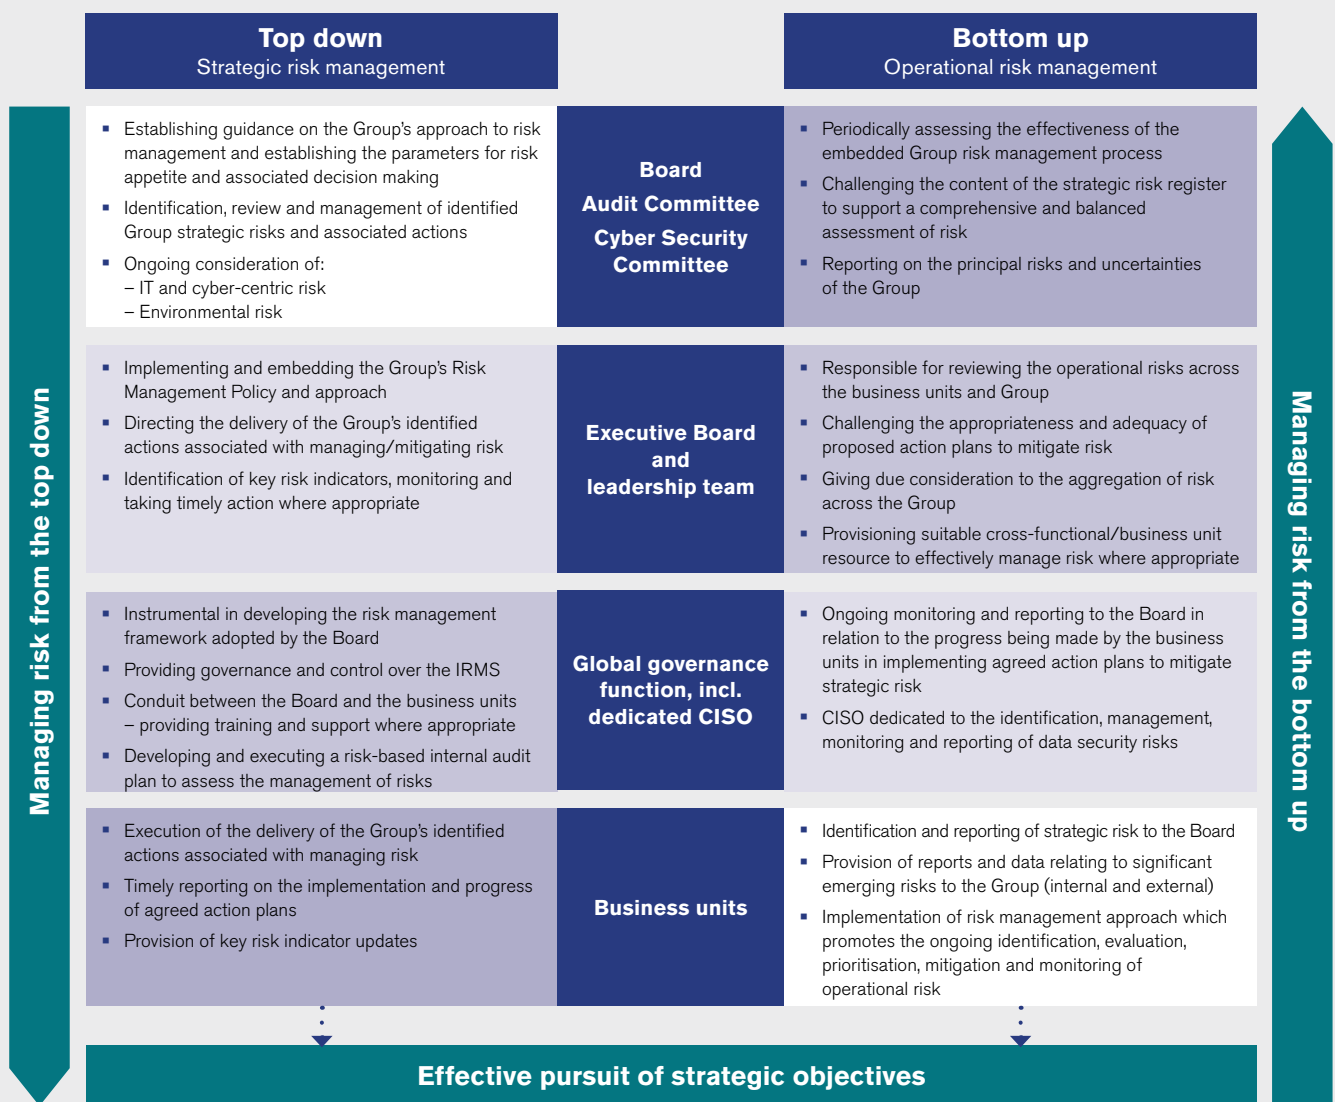 Top down
Strategic risk management
Bottom up
Operational risk management
Managing risk from the top down
▪ Establishing guidance on the Group's approach to risk
management and establishing the parameters for risk
appetite and associated decision making
▪ Identification, review and management of identified
Group strategic risks and associated actions
▪ Ongoing consideration of:
– IT and cyber-centric risk
– Environmental risk
Board
Audit Committee
Cyber Security
Committee
▪ Periodically assessing the effectiveness of the
embedded Group risk management process
▪ Challenging the content of the strategic risk register
to support a comprehensive and balanced
assessment of risk
▪ Reporting on the principal risks and uncertainties
of the Group
▪ Implementing and embedding the Group's Risk
Management Policy and approach
▪ Directing the delivery of the Group's identified
actions associated with managing/mitigating risk
▪ Identification of key risk indicators, monitoring and
taking timely action where appropriate
Executive Board
and
leadership team
▪ Responsible for reviewing the operational risks across
the business units and Group
▪ Challenging the appropriateness and adequacy of
proposed action plans to mitigate risk
▪ Giving due consideration to the aggregation of risk
across the Group
▪ Provisioning suitable cross-functional/business unit
resource to effectively manage risk where appropriate
▪ Instrumental in developing the risk management
framework adopted by the Board
▪ Providing governance and control over the IRMS
▪ Conduit between the Board and the business units
– providing training and support where appropriate
▪ Developing and executing a risk-based internal audit
plan to assess the management of risks
Global governance
function, incl.
dedicated CISO
▪ Ongoing monitoring and reporting to the Board in
relation to the progress being made by the business
units in implementing agreed action plans to mitigate
strategic risk
▪ CISO dedicated to the identification, management,
monitoring and reporting of data security risks
▪ Execution of the delivery of the Group's identified
actions associated with managing risk
▪ Timely reporting on the implementation and progress
of agreed action plans
▪ Provision of key risk indicator updates
Business units
▪ Identification and reporting of strategic risk to the Board
▪ Provision of reports and data relating to significant
emerging risks to the Group (internal and external)
▪ Implementation of risk management approach which
promotes the ongoing identification, evaluation,
prioritisation, mitigation and monitoring of
operational risk
Managing risk from the bottom up
Effective pursuit of strategic objectives